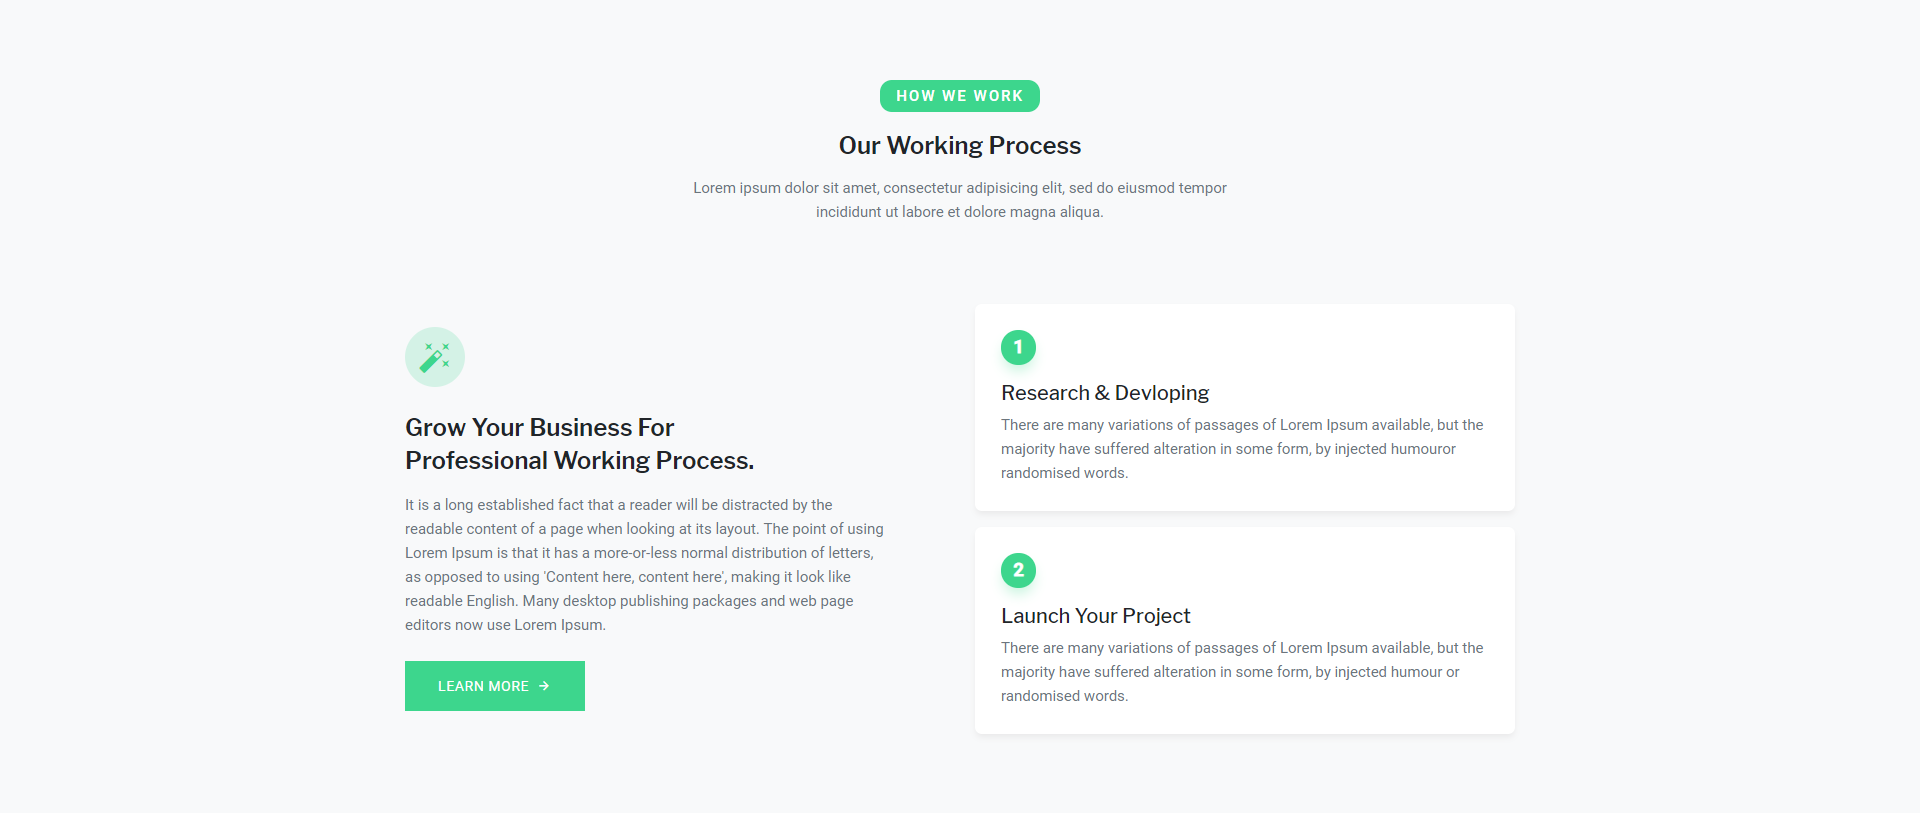 HOW WE WORK
Our Working Process
Lorem ipsum dolor sit amet, consectetur adipisicing elit, sed do eiusmod tempor
incididunt ut labore et dolore magna aliqua.
Grow Your Business For
Professional Working Process.
It is a long established fact that a reader will be distracted by the
readable content of a page when looking at its layout. The point of using
Lorem Ipsum is that it has a more-or-less normal distribution of letters,
as opposed to using 'Content here, content here', making it look like
readable English. Many desktop publishing packages and web page
editors now use Lorem Ipsum.
LEARN MORE →
1
Research & Devloping
There are many variations of passages of Lorem Ipsum available, but the
majority have suffered alteration in some form, by injected humouror
randomised words.
2
Launch Your Project
There are many variations of passages of Lorem Ipsum available, but the
majority have suffered alteration in some form, by injected humour or
randomised words.